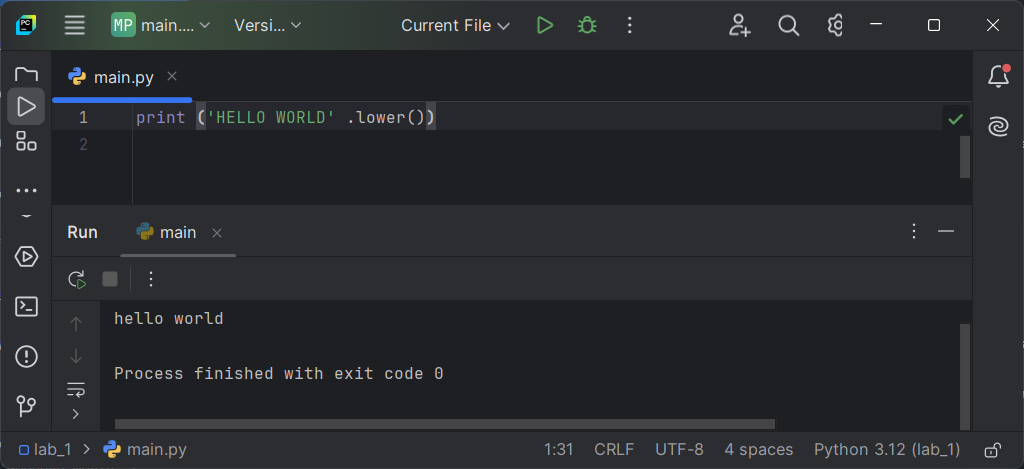 PC MP main.... Versi... Current File
main.py
1 print ('HELLO WORLD' .lower())
2
Run main
hello world
Process finished with exit code 0
lab_1 > main.py 1:31 CRLF UTF-8 4 spaces Python 3.12 (lab_1)